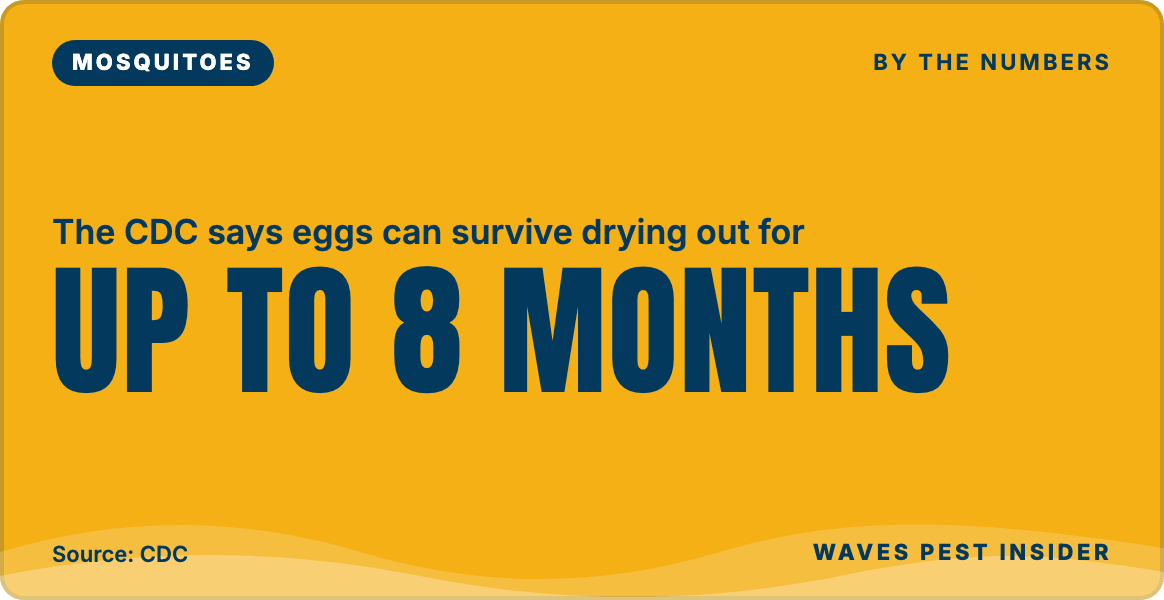 MOSQUITOES
BY THE NUMBERS
The CDC says eggs can survive drying out for
UP TO 8 MONTHS
Source: CDC
WAVES PEST INSIDER